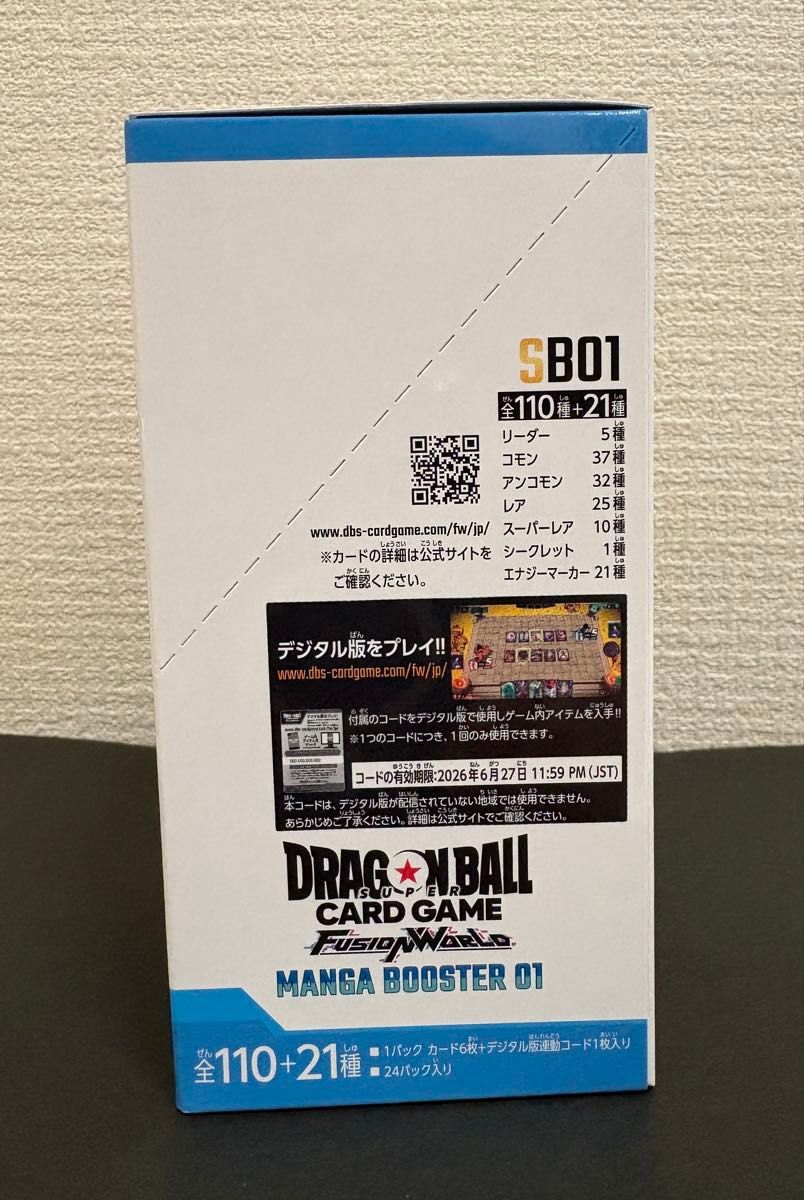 SB01
全110種+21種
リーダー 5種
コモン 37種
アンコモン 32種
レア 25種
スーパーレア 10種
シークレット 1種
エナジーマーカー 21種
www.dbs-cardgame.com/fw/jp/
※カードの詳細は公式サイトを
ご確認ください。
デジタル版をプレイ!!
www.dbs-cardgame.com/fw/jp/
付属のコードをデジタル版で使用しゲーム内アイテムを入手!!
※1つのコードにつき、1回のみ使用できます。
コードの有効期限:2026年6月27日 11:59 PM (JST)
本コードは、デジタル版が配信されていない地域では使用できません。
あらかじめご了承ください。詳細は公式サイトでご確認ください。
DRAGON BALL
SUPER
CARD GAME
FUSION WORLD
MANGA BOOSTER 01
全110+21種
■1パック カード6枚+デジタル版連動コード1枚入り
■24パック入り